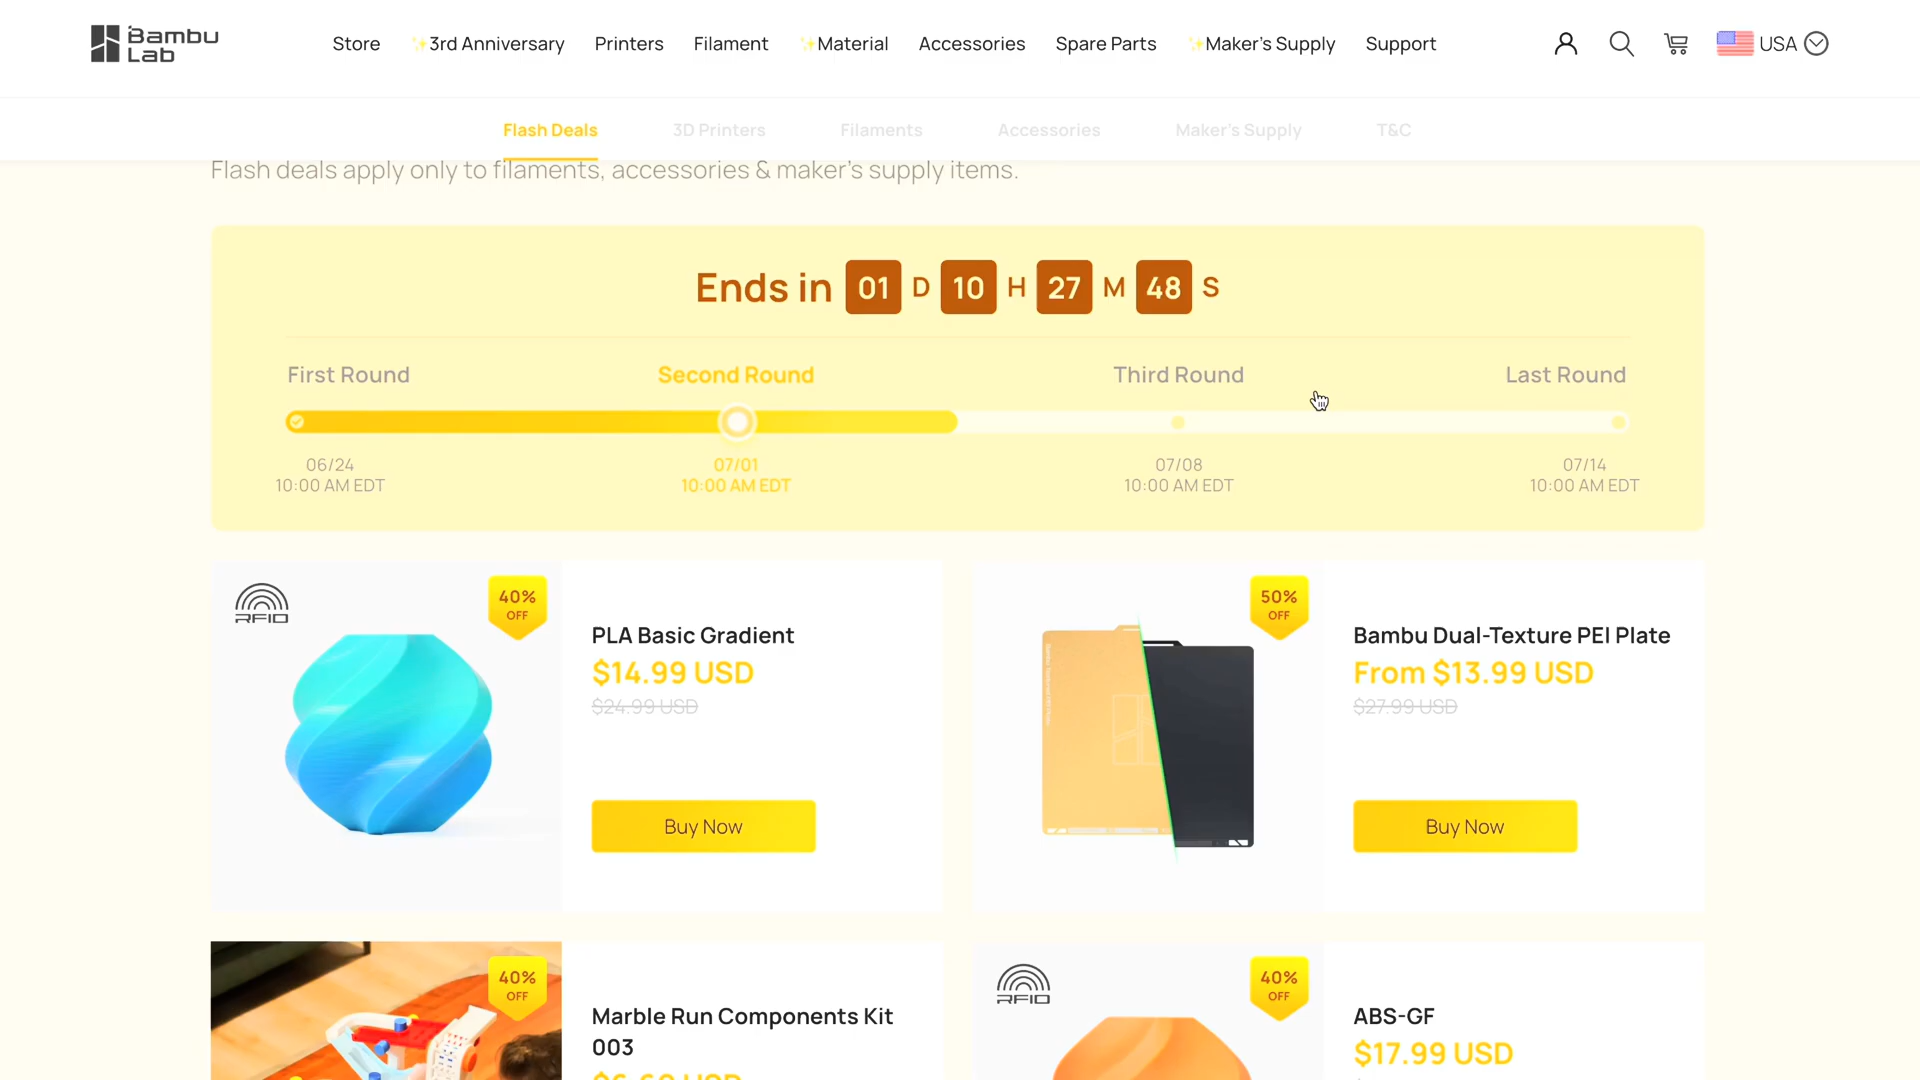 Bambu
Lab
Store
3rd Anniversary
Printers
Filament
Material
Accessories
Spare Parts
Maker's Supply
Support
USA
Flash Deals
3D Printers
Filaments
Accessories
Maker's Supply
T&C
Flash deals apply only to filaments, accessories & maker's supply items.
Ends in 01 D 10 H 27 M 48 S
First Round
Second Round
Third Round
Last Round
06/24
10:00 AM EDT
07/01
10:00 AM EDT
07/08
10:00 AM EDT
07/14
10:00 AM EDT
RFID
40%
OFF
PLA Basic Gradient
$14.99 USD
$24.99 USD
Buy Now
50%
OFF
Bambu Dual-Texture PEI Plate
From $13.99 USD
$27.99 USD
Buy Now
40%
OFF
Marble Run Components Kit
003
RFID
40%
OFF
ABS-GF
$17.99 USD